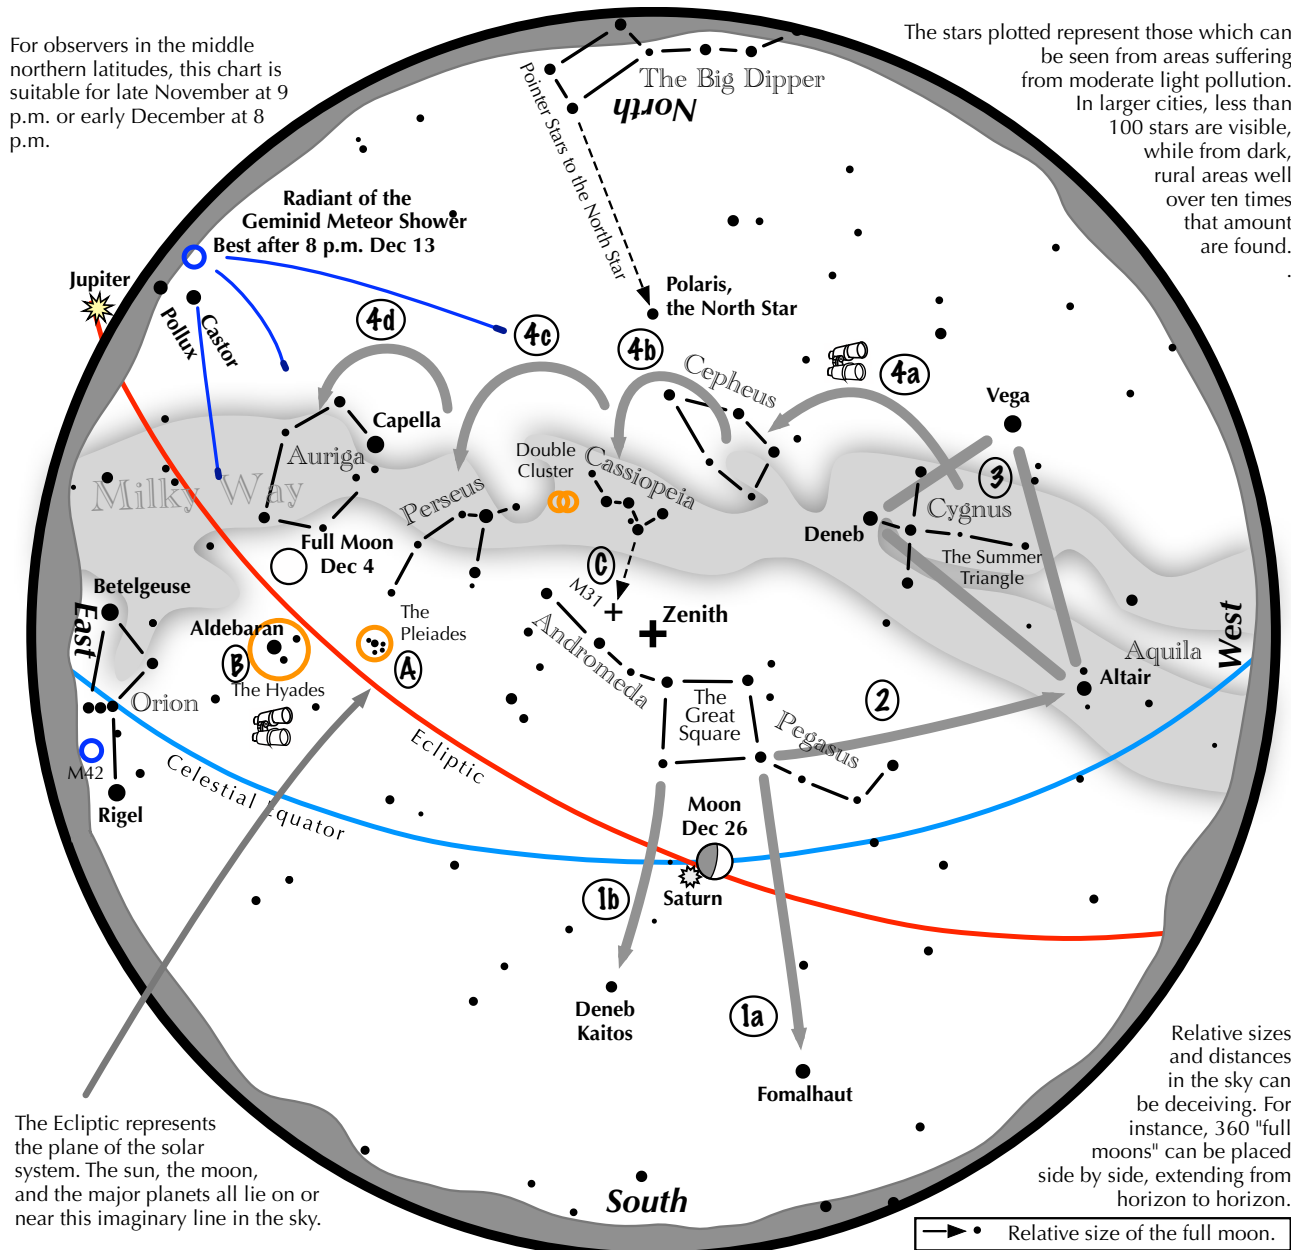 For observers in the middle
northern latitudes, this chart is
suitable for late November at 9
p.m. or early December at 8
p.m.
The stars plotted represent those which can
be seen from areas suffering
from moderate light pollution.
In larger cities, less than
100 stars are visible,
while from dark,
rural areas well
over ten times
that amount
are found.
.
The Big Dipper
North
Pointer Stars to the North Star
Radiant of the
Geminid Meteor Shower
Best after 8 p.m. Dec 13
Jupiter
Castor
Pollux
Polaris,
the North Star
4d
4c
4b
4a
Cepheus
Vega
Capella
Auriga
Milky Way
Double
Cluster
Cassiopeia
Perseus
3
Cygnus
Deneb
The Summer
Triangle
Full Moon
Dec 4
C
M31
Zenith
Betelgeuse
East
Aldebaran
B
The Hyades
The
Pleiades
A
Andromeda
West
Aquila
Altair
Orion
The
Great
Square
2
Pegasus
M42
Rigel
Ecliptic
Celestial Equator
Moon
Dec 26
Saturn
1b
1a
Deneb
Kaitos
Fomalhaut
South
The Ecliptic represents
the plane of the solar
system. The sun, the moon,
and the major planets all lie on or
near this imaginary line in the sky.
Relative sizes
and distances
in the sky can
be deceiving. For
instance, 360 "full
moons" can be placed
side by side, extending from
horizon to horizon.
Relative size of the full moon.